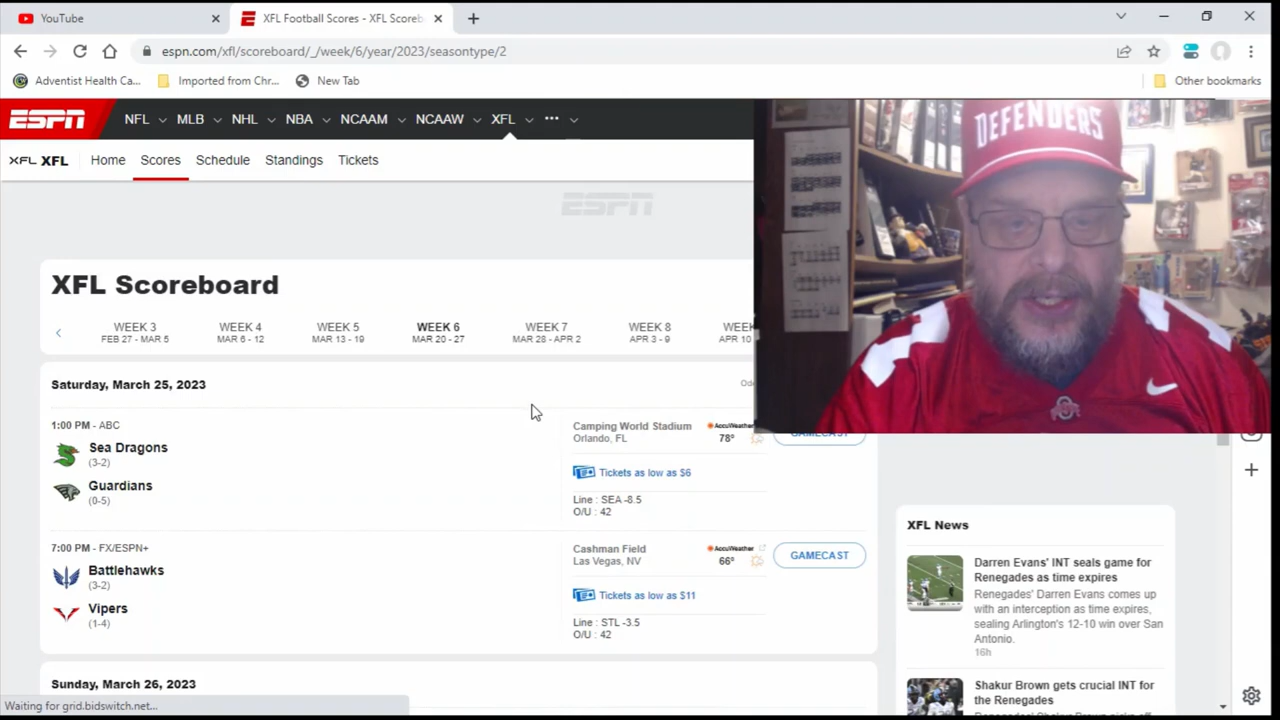 YouTube
XFL Football Scores - XFL Scoreb
espn.com/xfl/scoreboard/_/week/6/year/2023/seasontype/2
Adventist Health Ca...
Imported from Chr...
New Tab
Other bookmarks
ESPN
NFL
MLB
NHL
NBA
NCAAM
NCAAW
XFL
XFL XFL
Home
Scores
Schedule
Standings
Tickets
ESPN
DEFENDERS
XFL Scoreboard
WEEK 3
FEB 27 - MAR 5
WEEK 4
MAR 6 - 12
WEEK 5
MAR 13 - 19
WEEK 6
MAR 20 - 27
WEEK 7
MAR 28 - APR 2
WEEK 8
APR 3 - 9
WEEK
APR 10
Saturday, March 25, 2023
1:00 PM - ABC
Sea Dragons
(3-2)
Guardians
(0-5)
Camping World Stadium
Orlando, FL
AccuWeather
78°
GAMECAST
Tickets as low as $6
Line : SEA -8.5
O/U : 42
7:00 PM - FX/ESPN+
Battlehawks
(3-2)
Vipers
(1-4)
Cashman Field
Las Vegas, NV
AccuWeather
66°
GAMECAST
Tickets as low as $11
Line : STL -3.5
O/U : 42
Sunday, March 26, 2023
XFL News
Darren Evans' INT seals game for
Renegades as time expires
Renegades' Darren Evans comes up
with an interception as time expires,
sealing Arlington's 12-10 win over San
Antonio.
16h
Shakur Brown gets crucial INT for
the Renegades
Waiting for grid.bidswitch.net...